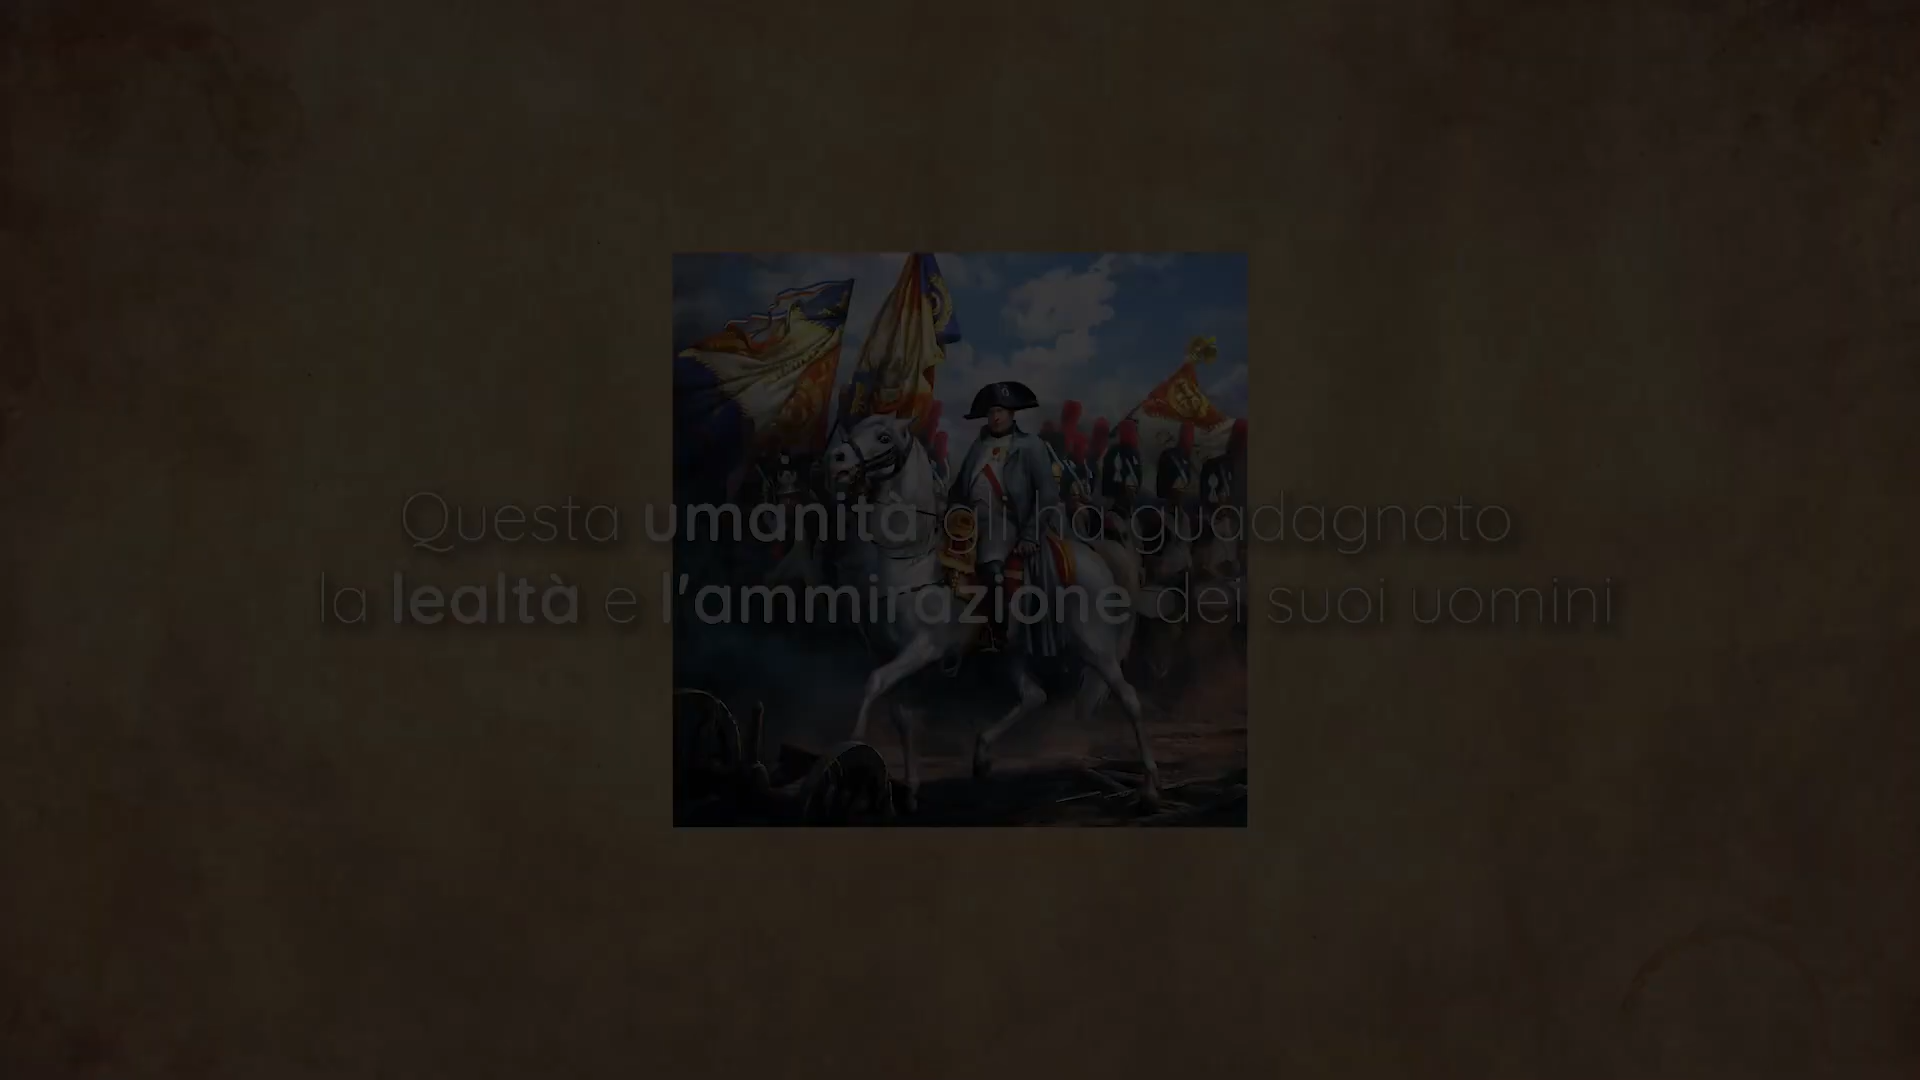 Questa umanità gli ha guadagnato
la lealtà e l'ammirazione dei suoi uomini